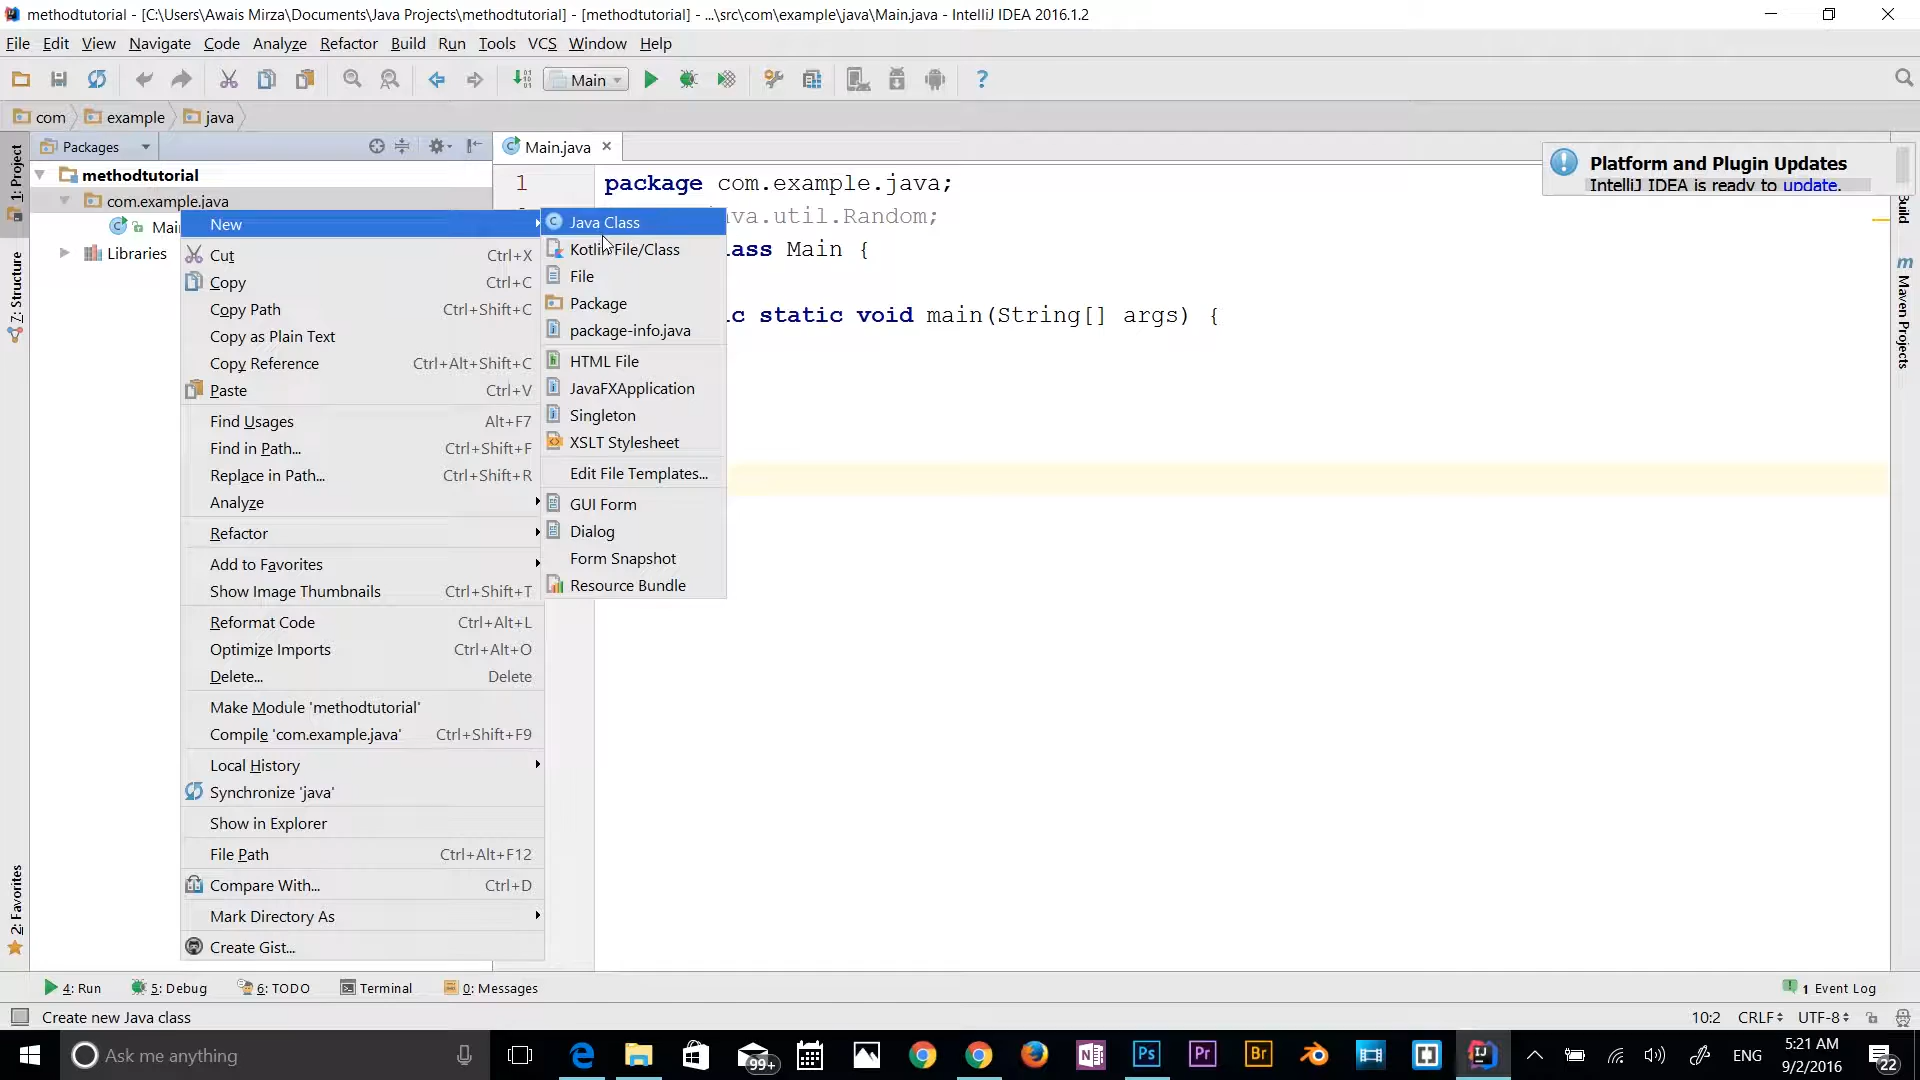 methodtutorial - [C:\Users\Awais Mirza\Documents\Java Projects\methodtutorial] - [methodtutorial] - ...\src\com\example\java\Main.java - IntelliJ IDEA 2016.1.2
File Edit View Navigate Code Analyze Refactor Build Run Tools VCS Window Help
Main
com example java
Packages
Main.java
1: Project
7: Structure
2: Favorites
methodtutorial
com.example.java
Mai
Libraries
New
Cut Ctrl+X
Copy Ctrl+C
Copy Path Ctrl+Shift+C
Copy as Plain Text
Copy Reference Ctrl+Alt+Shift+C
Paste Ctrl+V
Find Usages Alt+F7
Find in Path... Ctrl+Shift+F
Replace in Path... Ctrl+Shift+R
Analyze
Refactor
Add to Favorites
Show Image Thumbnails Ctrl+Shift+T
Reformat Code Ctrl+Alt+L
Optimize Imports Ctrl+Alt+O
Delete... Delete
Make Module 'methodtutorial'
Compile 'com.example.java' Ctrl+Shift+F9
Local History
Synchronize 'java'
Show in Explorer
File Path Ctrl+Alt+F12
Compare With... Ctrl+D
Mark Directory As
Create Gist...
Java Class
Kotlin File/Class
File
Package
package-info.java
HTML File
JavaFXApplication
Singleton
XSLT Stylesheet
Edit File Templates...
GUI Form
Dialog
Form Snapshot
Resource Bundle
1 package com.example.java;
va.util.Random;
ass Main {
c static void main(String[] args) {
Platform and Plugin Updates
IntelliJ IDEA is ready to update.
Build
m Maven Projects
4: Run 5: Debug 6: TODO Terminal 0: Messages 1 Event Log
Create new Java class 10:2 CRLF UTF-8
Ask me anything
99+
N
Ps
Pr
Br
IJ
ENG
5:21 AM
9/2/2016
22